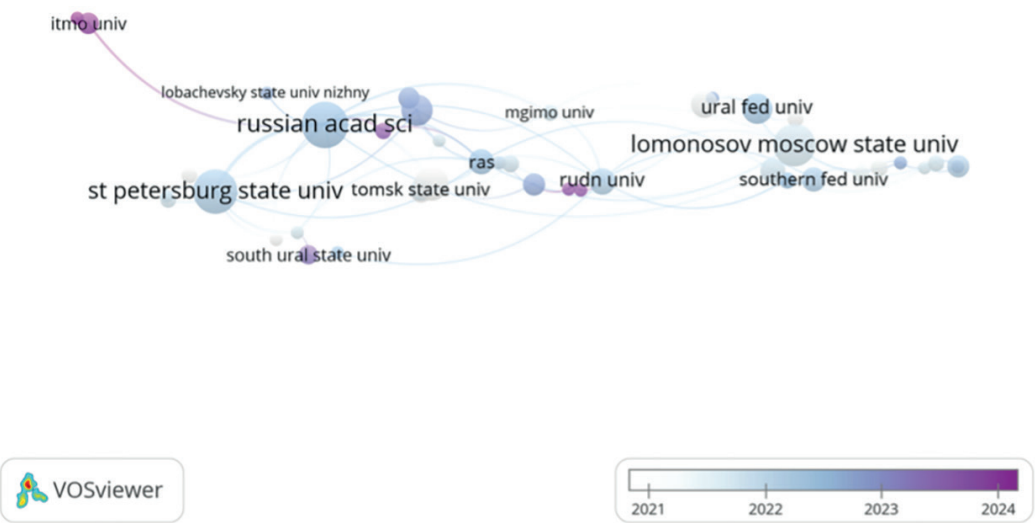 itmo univ
lobachevsky state univ nizhny
russian acad sci
mgimo univ
ural fed univ
lomonosov moscow state univ
ras
st petersburg state univ
tomsk state univ
rudn univ
southern fed univ
south ural state univ
VOSviewer
2021
2022
2023
2024